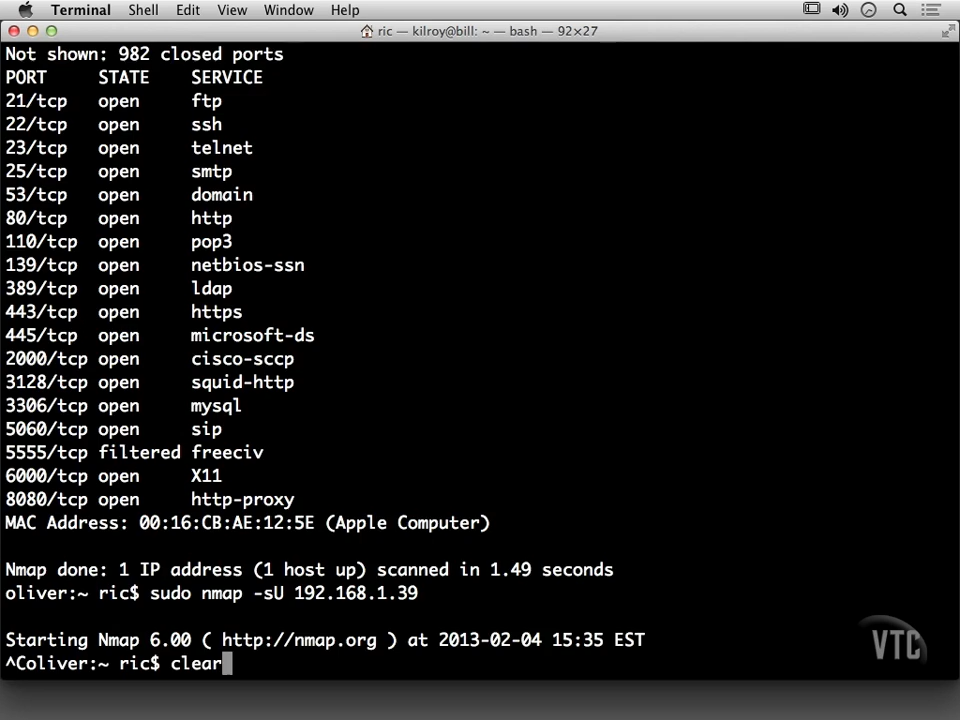 Terminal Shell Edit View Window Help
ric — kilroy@bill: ~ — bash — 92×27
Not shown: 982 closed ports
PORT STATE SERVICE
21/tcp open ftp
22/tcp open ssh
23/tcp open telnet
25/tcp open smtp
53/tcp open domain
80/tcp open http
110/tcp open pop3
139/tcp open netbios-ssn
389/tcp open ldap
443/tcp open https
445/tcp open microsoft-ds
2000/tcp open cisco-sccp
3128/tcp open squid-http
3306/tcp open mysql
5060/tcp open sip
5555/tcp filtered freeciv
6000/tcp open X11
8080/tcp open http-proxy
MAC Address: 00:16:CB:AE:12:5E (Apple Computer)
Nmap done: 1 IP address (1 host up) scanned in 1.49 seconds
oliver:~ ric$ sudo nmap -sU 192.168.1.39
Starting Nmap 6.00 ( http://nmap.org ) at 2013-02-04 15:35 EST
^Coliver:~ ric$ clear
VTC